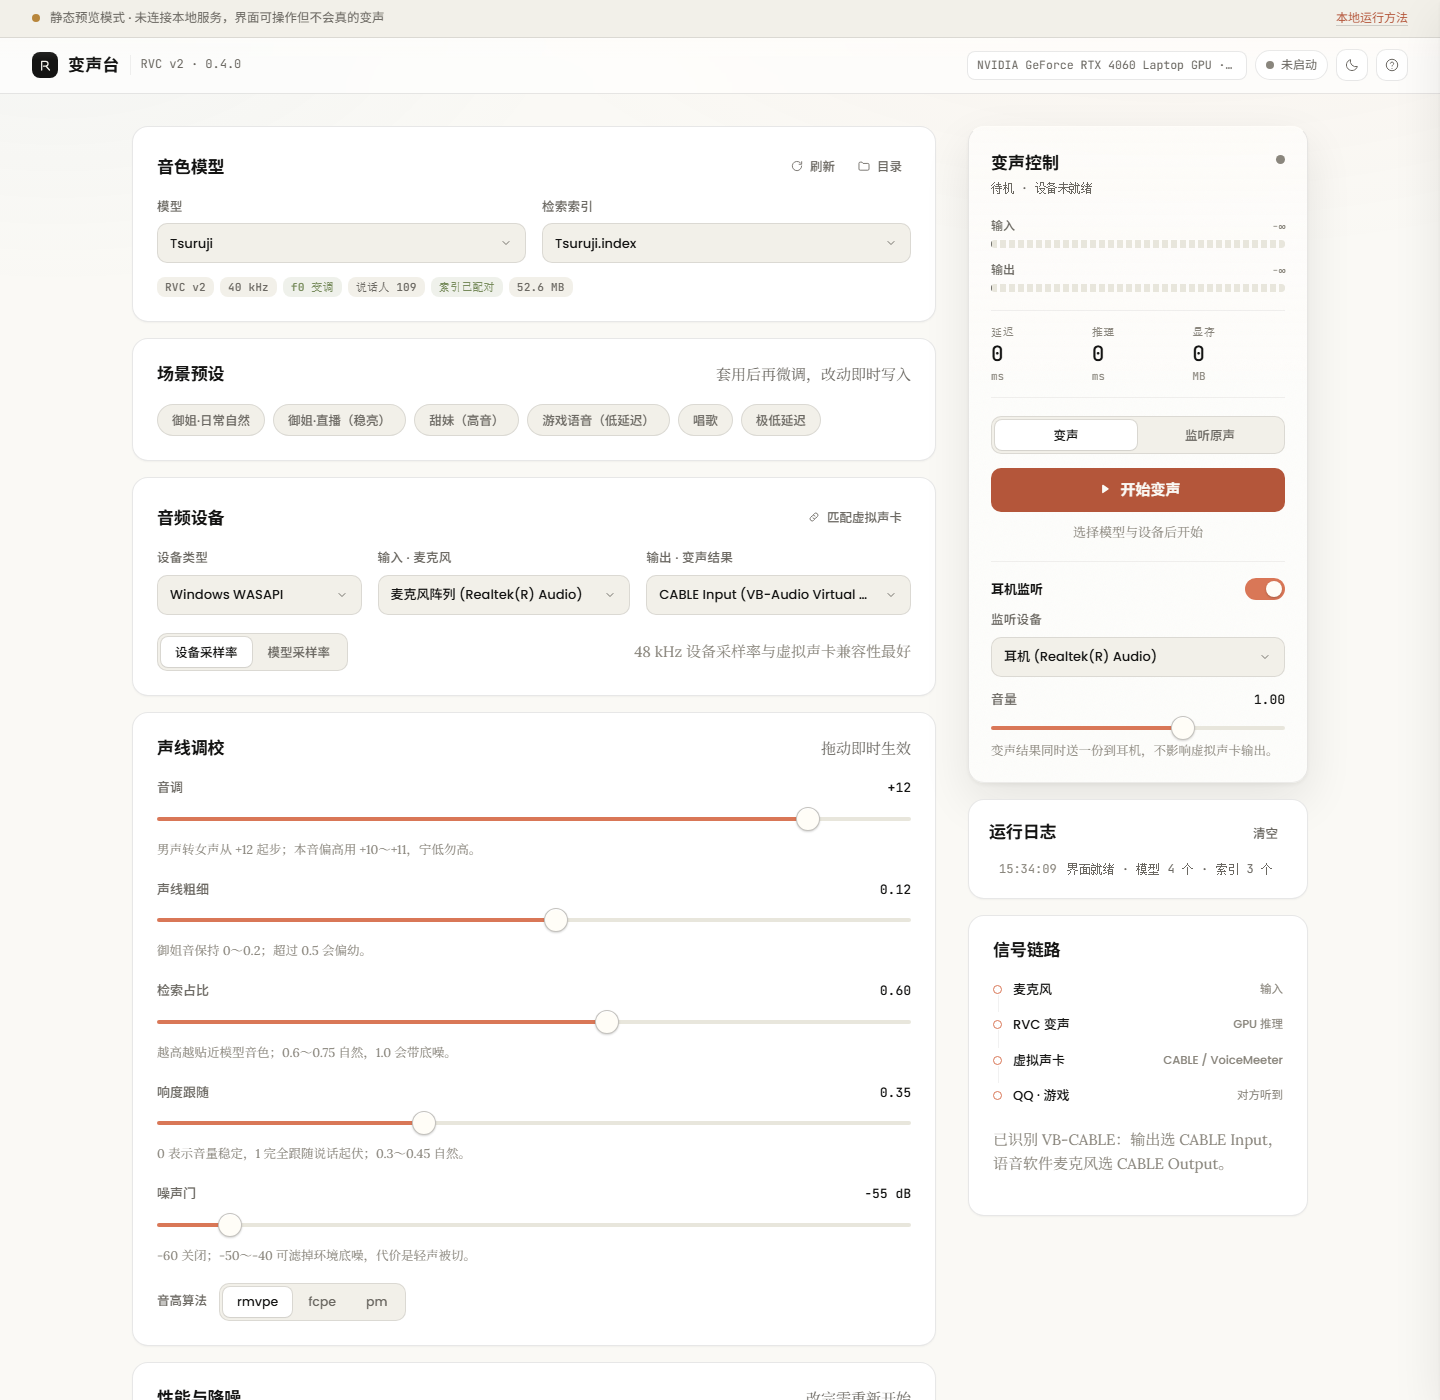 静态预览模式 · 未连接本地服务，界面可操作但不会真的变声
本地运行方法
R 变声台 RVC v2 · 0.4.0
NVIDIA GeForce RTX 4060 Laptop GPU ·…
未启动
音色模型
刷新
目录
模型
检索索引
Tsuruji
Tsuruji.index
RVC v2
40 kHz
f0 变调
说话人 109
索引已配对
52.6 MB
场景预设
套用后再微调，改动即时写入
御姐·日常自然
御姐·直播（稳亮）
甜妹（高音）
游戏语音（低延迟）
唱歌
极低延迟
音频设备
匹配虚拟声卡
设备类型
输入 · 麦克风
输出 · 变声结果
Windows WASAPI
麦克风阵列 (Realtek(R) Audio)
CABLE Input (VB-Audio Virtual …
设备采样率
模型采样率
48 kHz 设备采样率与虚拟声卡兼容性最好
声线调校
拖动即时生效
音调
+12
男声转女声从 +12 起步；本音偏高用 +10～+11，宁低勿高。
声线粗细
0.12
御姐音保持 0～0.2；超过 0.5 会偏幼。
检索占比
0.60
越高越贴近模型音色；0.6～0.75 自然，1.0 会带底噪。
响度跟随
0.35
0 表示音量稳定，1 完全跟随说话起伏；0.3～0.45 自然。
噪声门
-55 dB
-60 关闭；-50～-40 可滤掉环境底噪，代价是轻声被切。
音高算法
rmvpe
fcpe
pm
性能与降噪
改完需重新开始
变声控制
待机 · 设备未就绪
输入
-∞
输出
-∞
延迟
推理
显存
0
0
0
ms
ms
MB
变声
监听原声
开始变声
选择模型与设备后开始
耳机监听
监听设备
耳机 (Realtek(R) Audio)
音量
1.00
变声结果同时送一份到耳机，不影响虚拟声卡输出。
运行日志
清空
15:34:09 界面就绪 · 模型 4 个 · 索引 3 个
信号链路
麦克风
输入
RVC 变声
GPU 推理
虚拟声卡
CABLE / VoiceMeeter
QQ · 游戏
对方听到
已识别 VB-CABLE：输出选 CABLE Input，
语音软件麦克风选 CABLE Output。